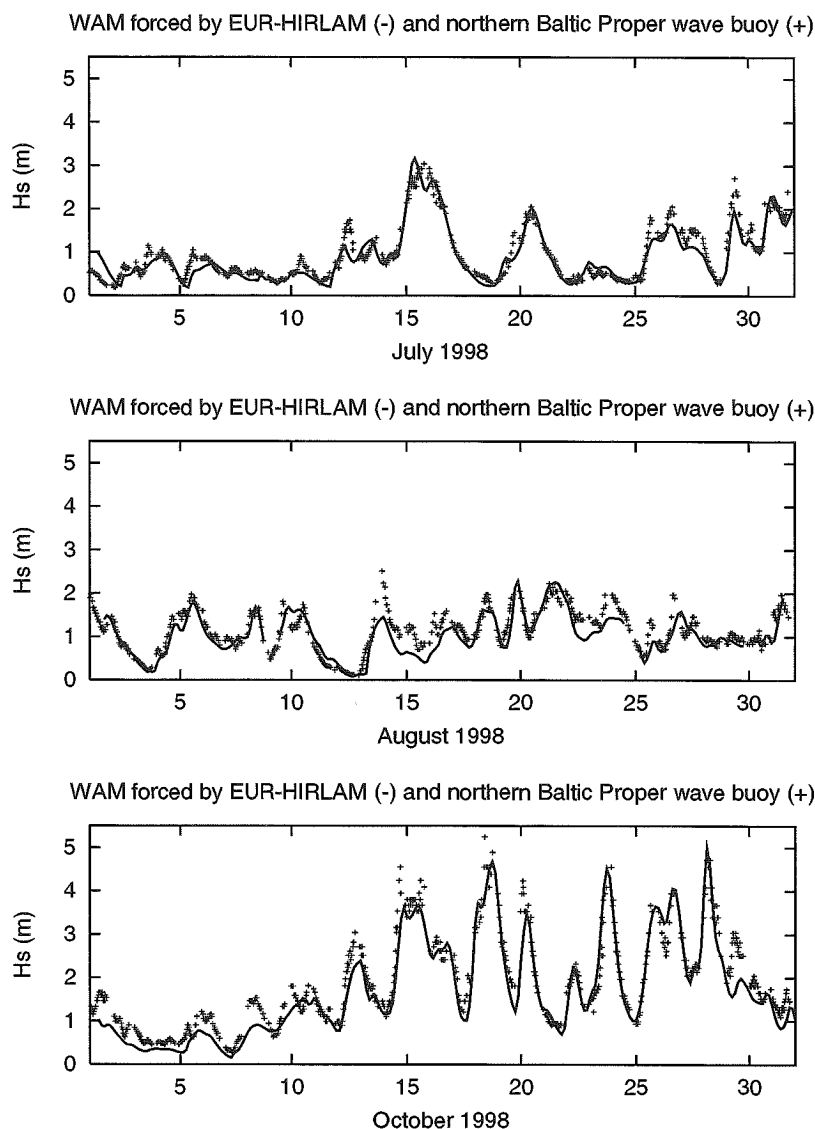 WAM forced by EUR-HIRLAM (-) and northern Baltic Proper wave buoy (+)
5
4
3
2
1
0
Hs (m)
5 10 15 20 25 30
July 1998
WAM forced by EUR-HIRLAM (-) and northern Baltic Proper wave buoy (+)
5
4
3
2
1
0
Hs (m)
5 10 15 20 25 30
August 1998
WAM forced by EUR-HIRLAM (-) and northern Baltic Proper wave buoy (+)
5
4
3
2
1
0
Hs (m)
5 10 15 20 25 30
October 1998